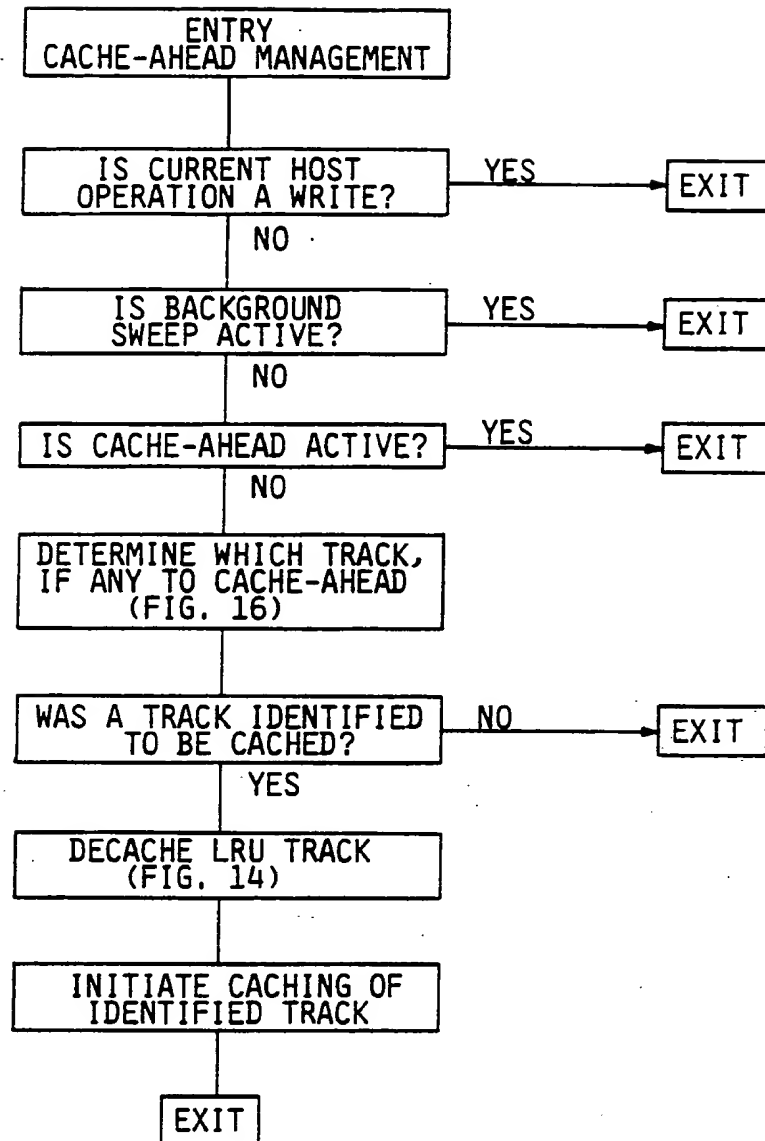 ENTRY
CACHE-AHEAD MANAGEMENT
IS CURRENT HOST
OPERATION A WRITE?
YES
EXIT
NO
IS BACKGROUND
SWEEP ACTIVE?
YES
EXIT
NO
IS CACHE-AHEAD ACTIVE?
YES
EXIT
NO
DETERMINE WHICH TRACK,
IF ANY TO CACHE-AHEAD
(FIG. 16)
WAS A TRACK IDENTIFIED
TO BE CACHED?
NO
EXIT
YES
DECACHE LRU TRACK
(FIG. 14)
INITIATE CACHING OF
IDENTIFIED TRACK
EXIT